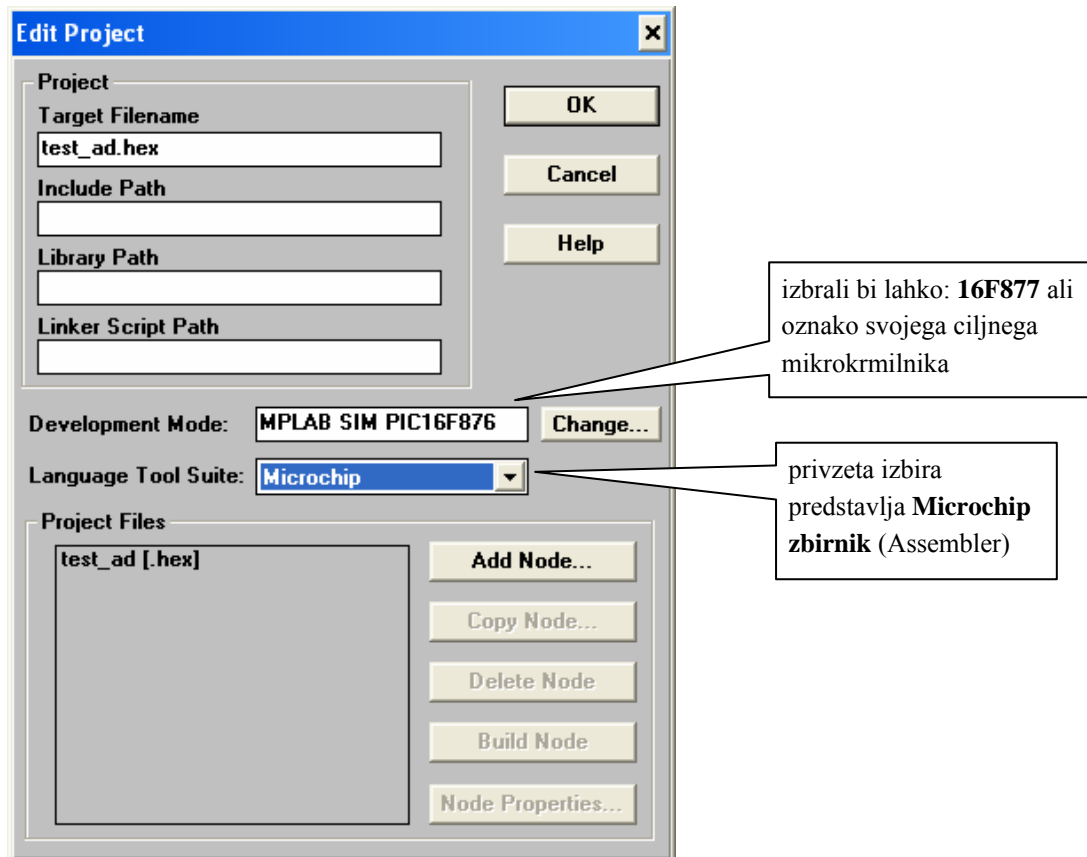 Edit Project
Project
Target Filename
test_ad.hex
Include Path
Library Path
Linker Script Path
OK
Cancel
Help
izbrali bi lahko: 16F877 ali
oznako svojega ciljnega
mikrokrmilnika
Development Mode:
MPLAB SIM PIC16F876
Change...
Language Tool Suite:
Microchip
privzeta izbira
predstavlja Microchip
zbirnik (Assembler)
Project Files
test_ad [.hex]
Add Node...
Copy Node...
Delete Node
Build Node
Node Properties...